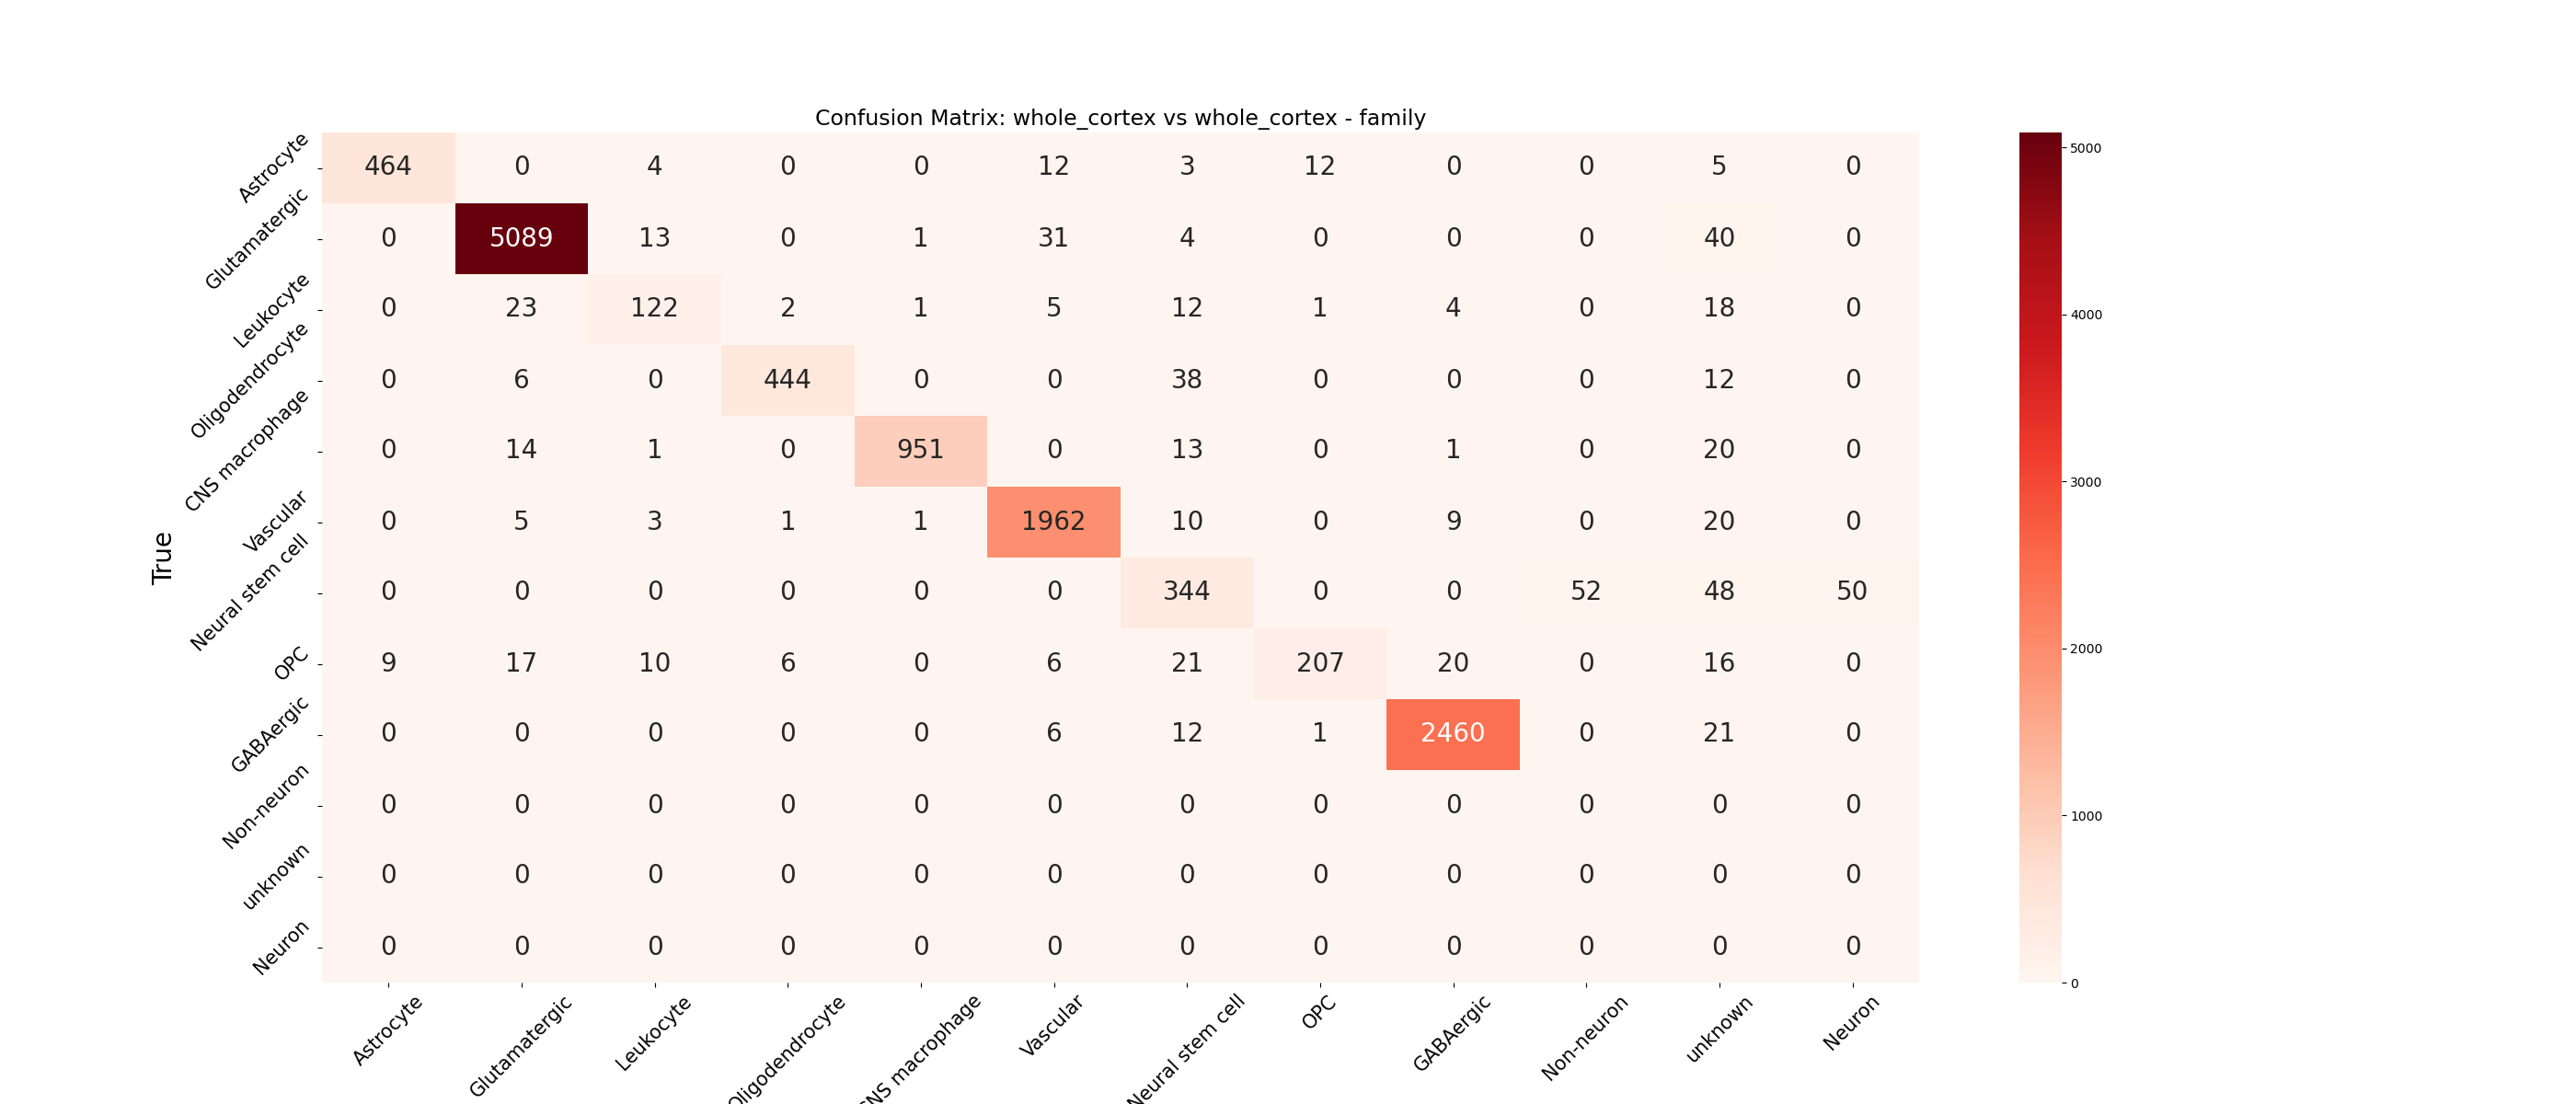 Confusion Matrix: whole_cortex vs whole_cortex - family
True
Astrocyte 464 0 4 0 0 12 3 12 0 0 5 0
Glutamatergic 0 5089 13 0 1 31 4 0 0 0 40 0
Leukocyte 0 23 122 2 1 5 12 1 4 0 18 0
Oligodendrocyte 0 6 0 444 0 0 38 0 0 0 12 0
CNS macrophage 0 14 1 0 951 0 13 0 1 0 20 0
Vascular 0 5 3 1 1 1962 10 0 9 0 20 0
Neural stem cell 0 0 0 0 0 0 344 0 0 52 48 50
OPC 9 17 10 6 0 6 21 207 20 0 16 0
GABAergic 0 0 0 0 0 6 12 1 2460 0 21 0
Non-neuron 0 0 0 0 0 0 0 0 0 0 0 0
unknown 0 0 0 0 0 0 0 0 0 0 0 0
Neuron 0 0 0 0 0 0 0 0 0 0 0 0
Astrocyte Glutamatergic Leukocyte Oligodendrocyte CNS macrophage Vascular Neural stem cell OPC GABAergic Non-neuron unknown Neuron
5000
4000
3000
2000
1000
0